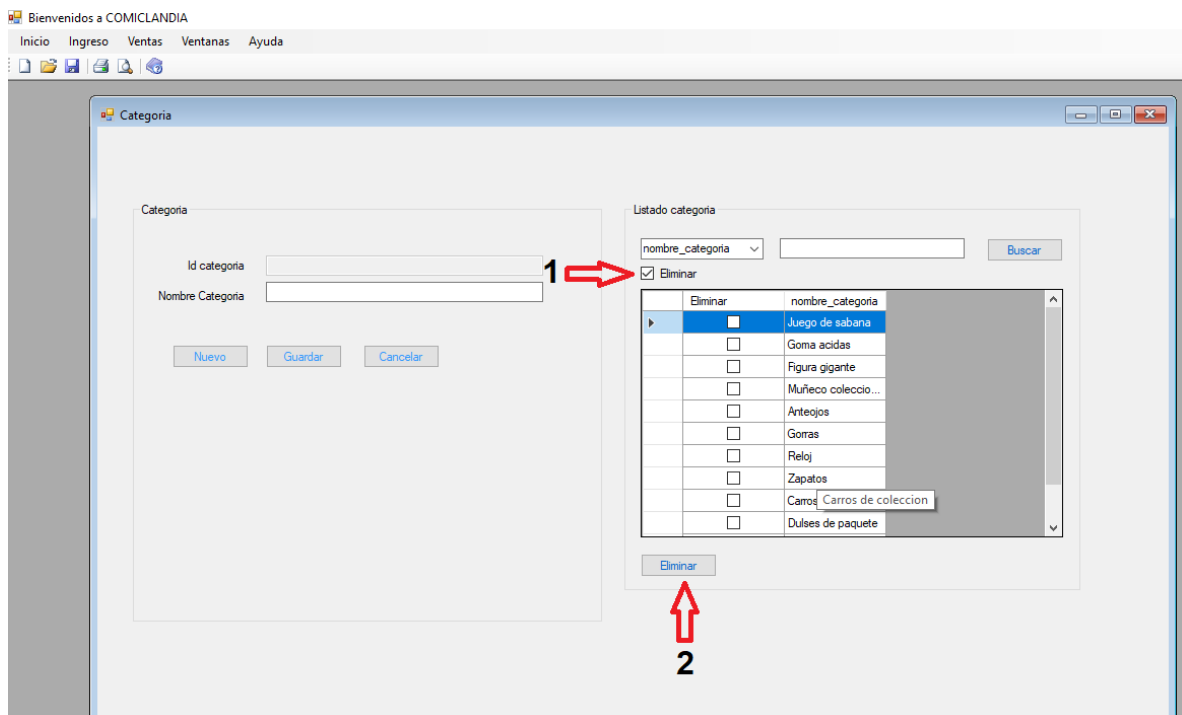 Bienvenidos a COMICLANDIA
Inicio Ingreso Ventas Ventanas Ayuda
Categoria
Categoria
Id categoria
Nombre Categoria
Nuevo Guardar Cancelar
Listado categoria
nombre_categoria Buscar
1 Eliminar
Eliminar nombre_categoria
Juego de sabana
Goma acidas
Figura gigante
Muñeco coleccio...
Anteojos
Gorras
Reloj
Zapatos
Carros Carros de coleccion
Dulses de paquete
Eliminar
2